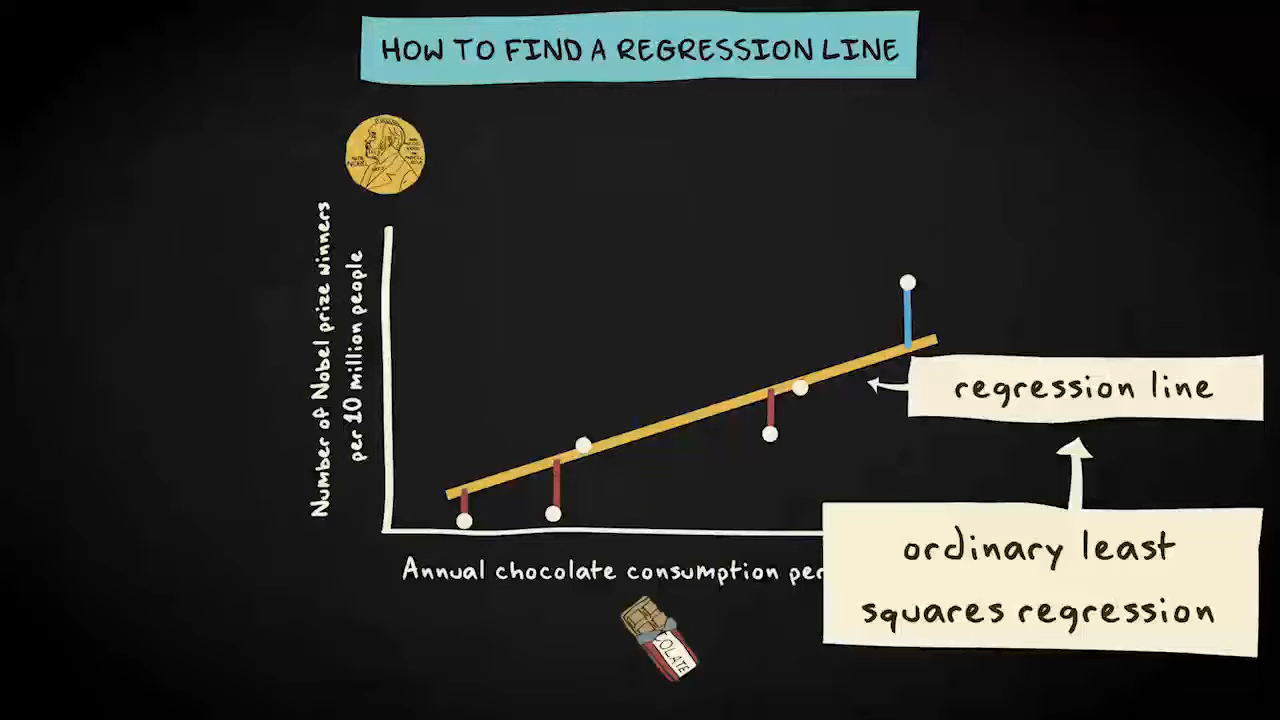 HOW TO FIND A REGRESSION LINE
Number of Nobel prize winners
per 10 million people
regression line
ordinary least
squares regression
Annual chocolate consumption per
OLATE